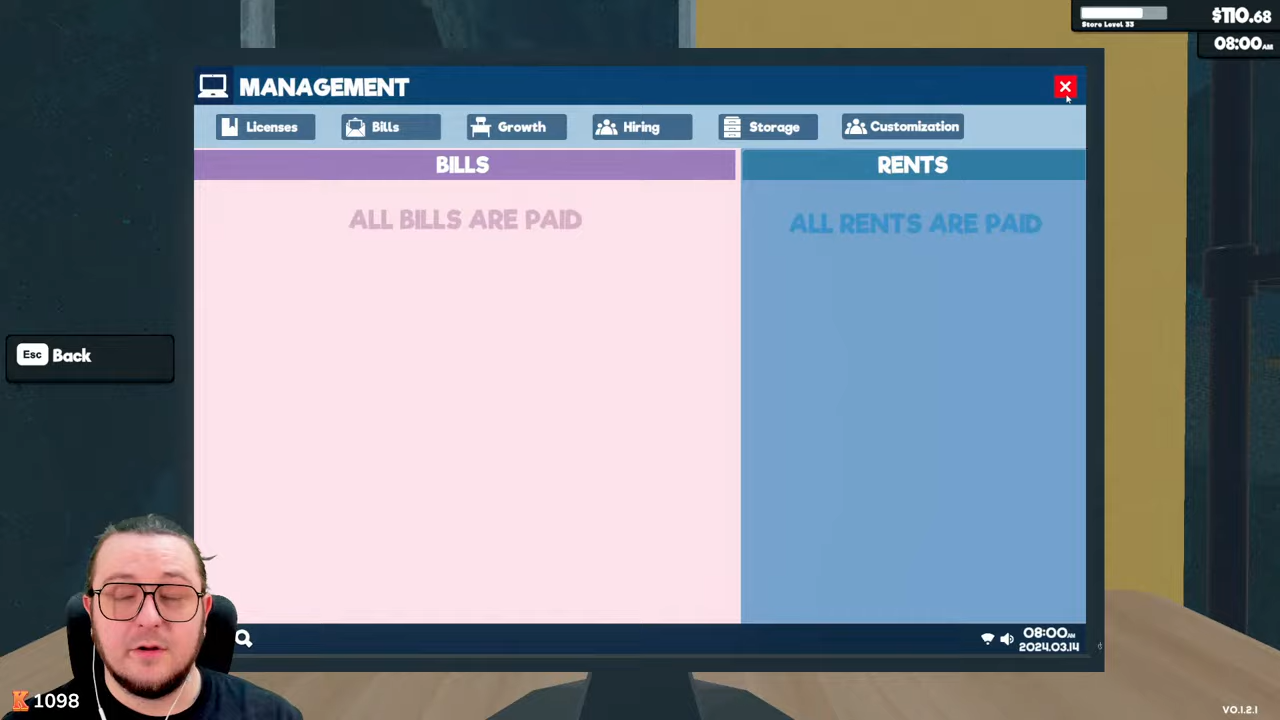 $110.68
Store Level 33
08:00AM
MANAGEMENT
Licenses
Bills
Growth
Hiring
Storage
Customization
BILLS
RENTS
ALL BILLS ARE PAID
ALL RENTS ARE PAID
Esc Back
08:00AM
2024.03.14
K 1098
V0.1.2.1